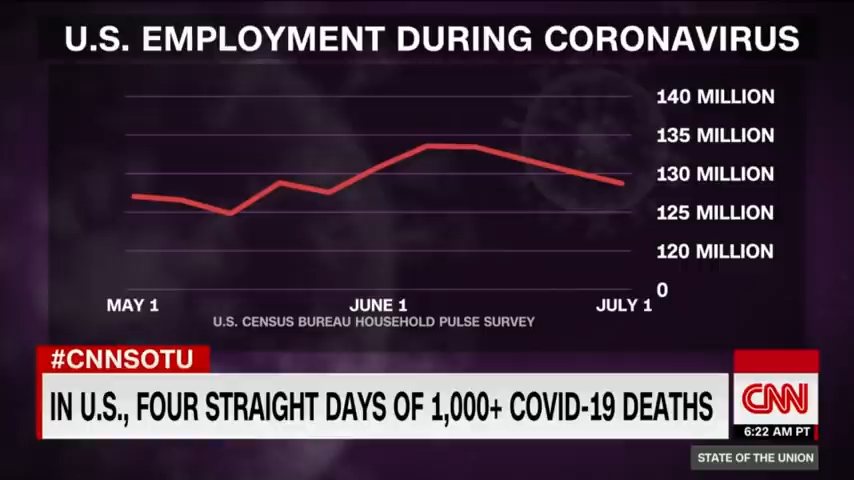 U.S. EMPLOYMENT DURING CORONAVIRUS
140 MILLION
135 MILLION
130 MILLION
125 MILLION
120 MILLION
0
MAY 1 JUNE 1 JULY 1
U.S. CENSUS BUREAU HOUSEHOLD PULSE SURVEY
#CNNSOTU
IN U.S., FOUR STRAIGHT DAYS OF 1,000+ COVID-19 DEATHS
CNN
6:22 AM PT
STATE OF THE UNION